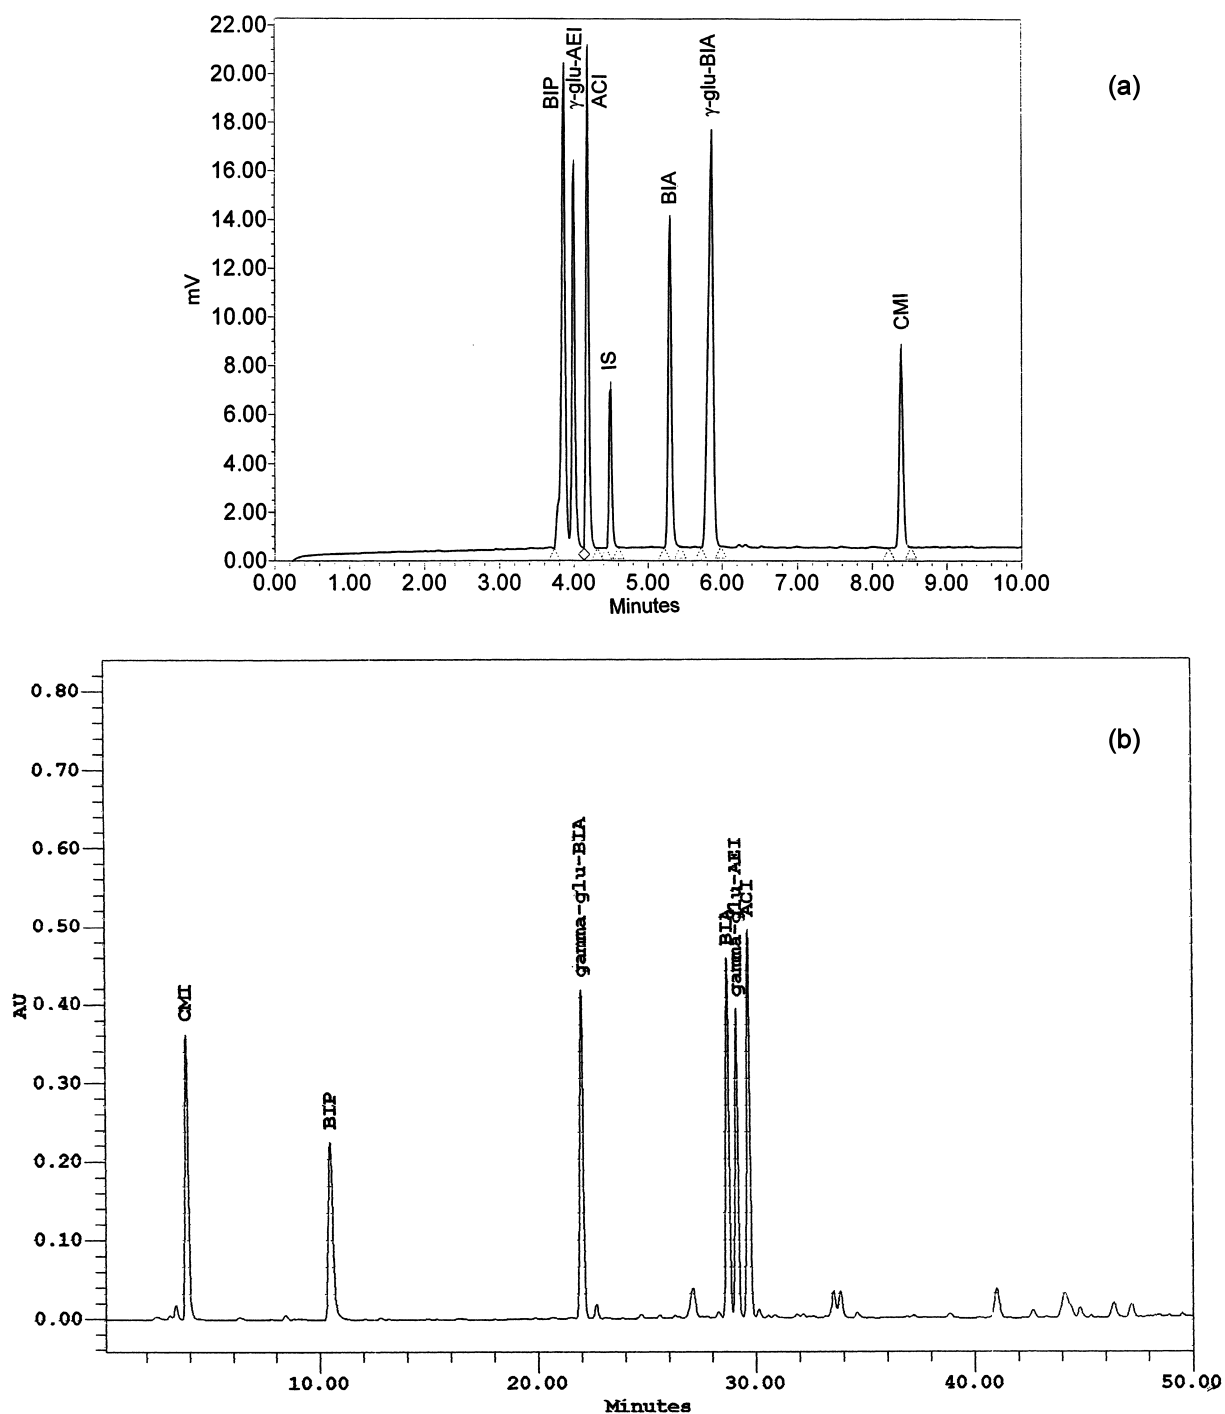 22.00
20.00
18.00
16.00
14.00
12.00
10.00
8.00
6.00
4.00
2.00
0.00
mV
BIP
γ-glu-AEI
ACI
IS
BIA
γ-glu-BIA
CMI
(a)
0.00 1.00 2.00 3.00 4.00 5.00 6.00 7.00 8.00 9.00 10.00
Minutes
0.80
0.70
0.60
0.50
0.40
0.30
0.20
0.10
0.00
AU
CMI
BIP
gamma-glu-BIA
BIA
gamma-glu-AEI
ACI
(b)
10.00 20.00 30.00 40.00 50.00
Minutes